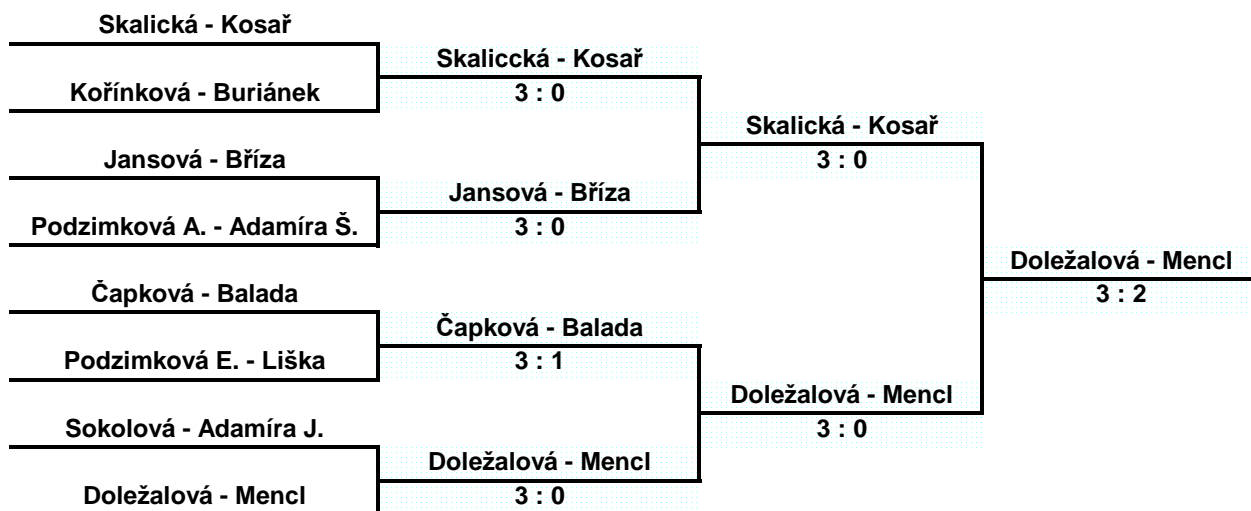 Skalická - Kosař
Skaliccká - Kosař
Kořínková - Buriánek
3 : 0
Skalická - Kosař
Jansová - Bříza
3 : 0
Jansová - Bříza
Podzimková A. - Adamíra Š.
3 : 0
Doležalová - Mencl
Čapková - Balada
3 : 2
Čapková - Balada
Podzimková E. - Liška
3 : 1
Doležalová - Mencl
Sokolová - Adamíra J.
3 : 0
Doležalová - Mencl
Doležalová - Mencl
3 : 0